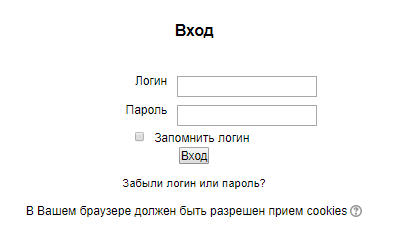 Вход
Логин
Пароль
Запомнить логин
Вход
Забыли логин или пароль?
В Вашем браузере должен быть разрешен прием cookies ?